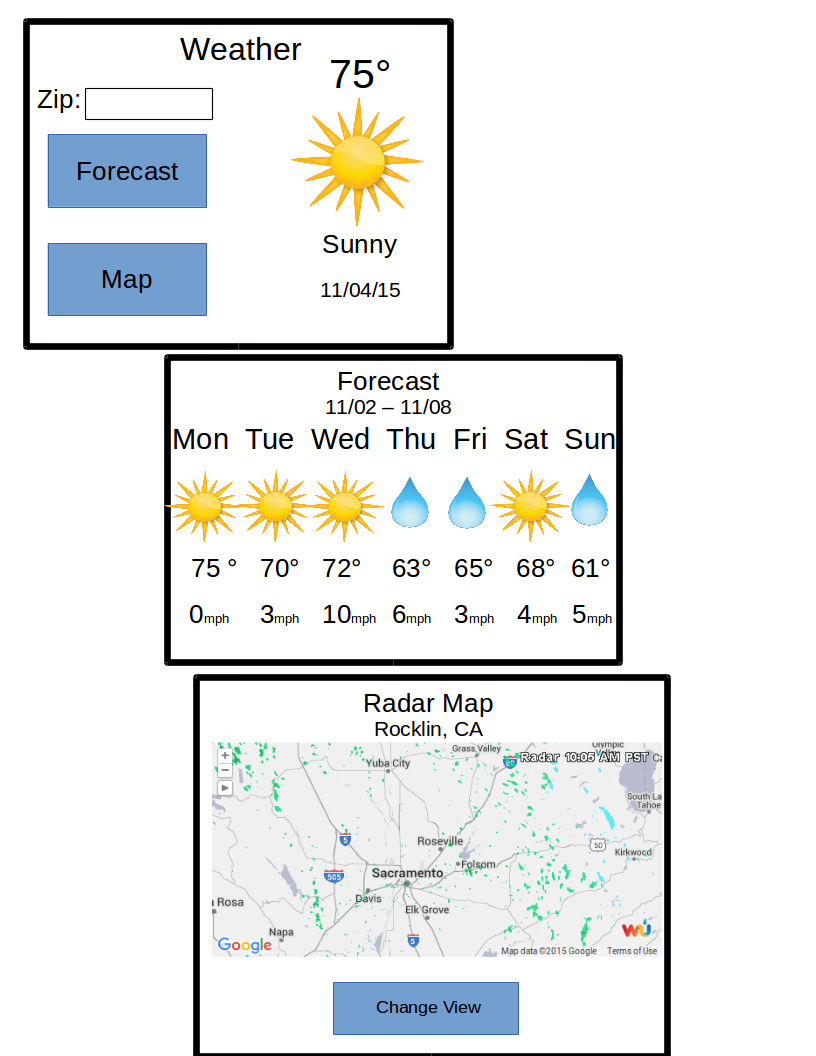 Weather
75°
Zip:
Forecast
Sunny
Map
11/04/15
Forecast
11/02 – 11/08
Mon Tue Wed Thu Fri Sat Sun
75 ° 70° 72° 63° 65° 68° 61°
0mph 3mph 10mph 6mph 3mph 4mph 5mph
Radar Map
Rocklin, CA
Grass Valley
Olympic
Valley
Radar 10:05 AM PST
Yuba City
80
South La
Tahoe
5
Roseville
50
Kirkwood
Folsom
Sacramento
505
Davis
Rosa
Elk Grove
Napa
5
Google
Map data ©2015 Google Terms of Use
Change View